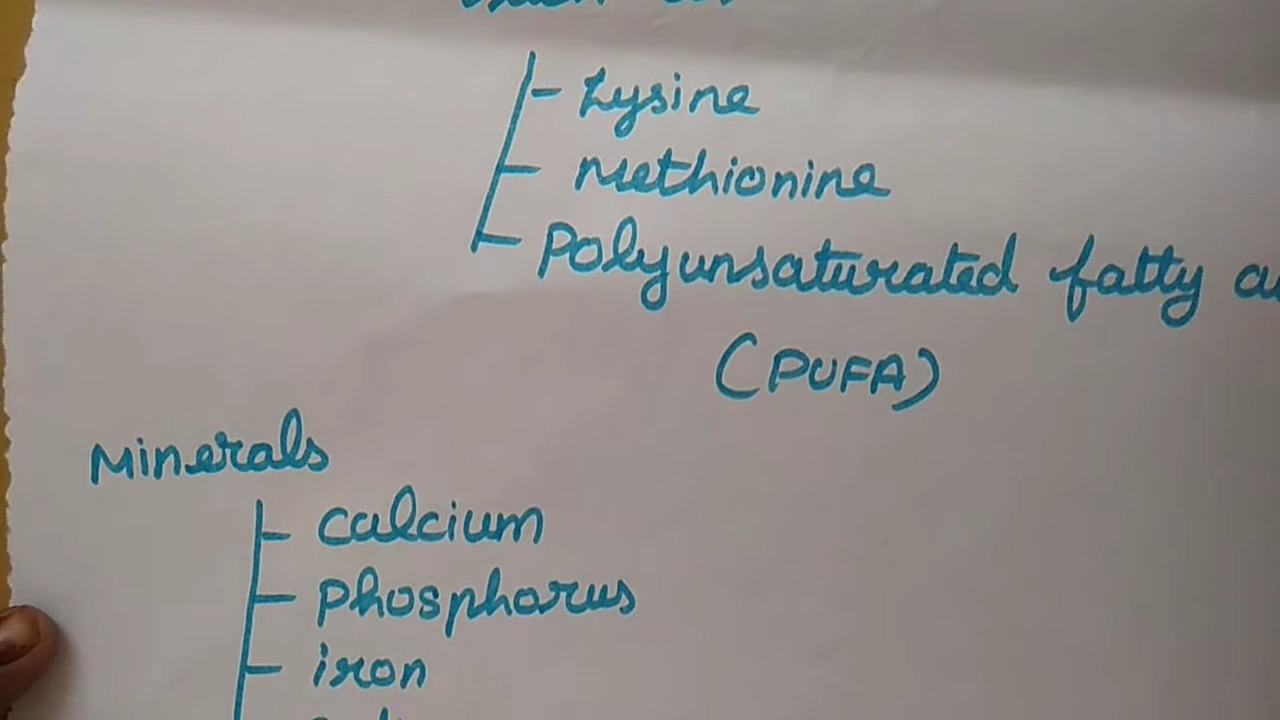 Lysine
Methionine
Polyunsaturated fatty
(PUFA)
Minerals
calcium
phosphorus
iron